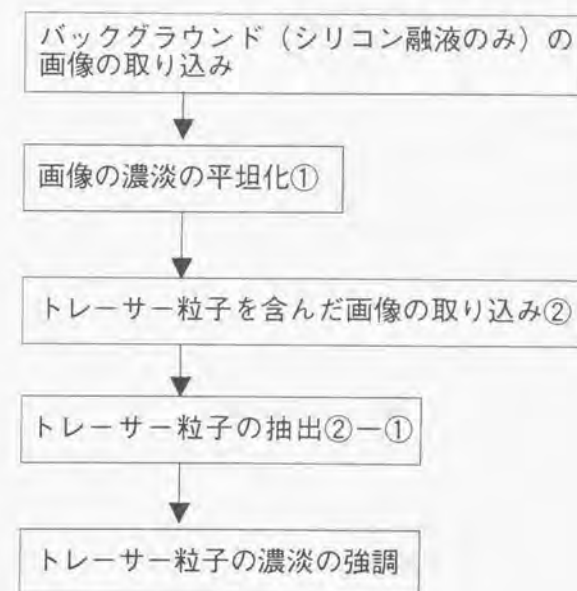 バックグラウンド（シリコン融液のみ）の
画像の取り込み
画像の濃淡の平坦化①
トレーサー粒子を含んだ画像の取り込み②
トレーサー粒子の抽出②－①
トレーサー粒子の濃淡の強調